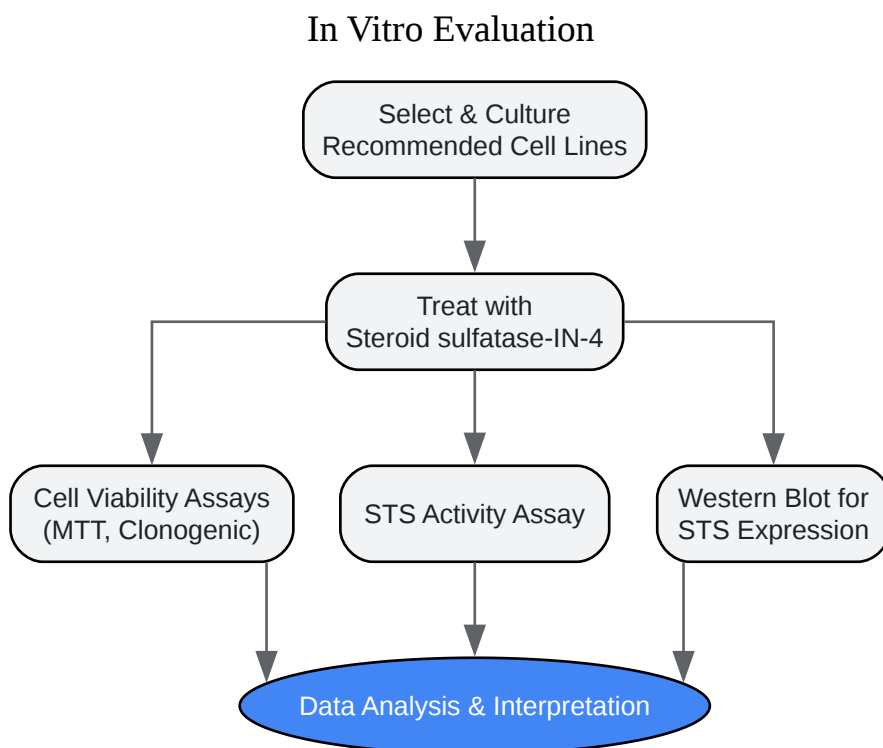 In Vitro Evaluation
Select & Culture
Recommended Cell Lines
Treat with
Steroid sulfatase-IN-4
Cell Viability Assays
(MTT, Clonogenic)
STS Activity Assay
Western Blot for
STS Expression
Data Analysis & Interpretation